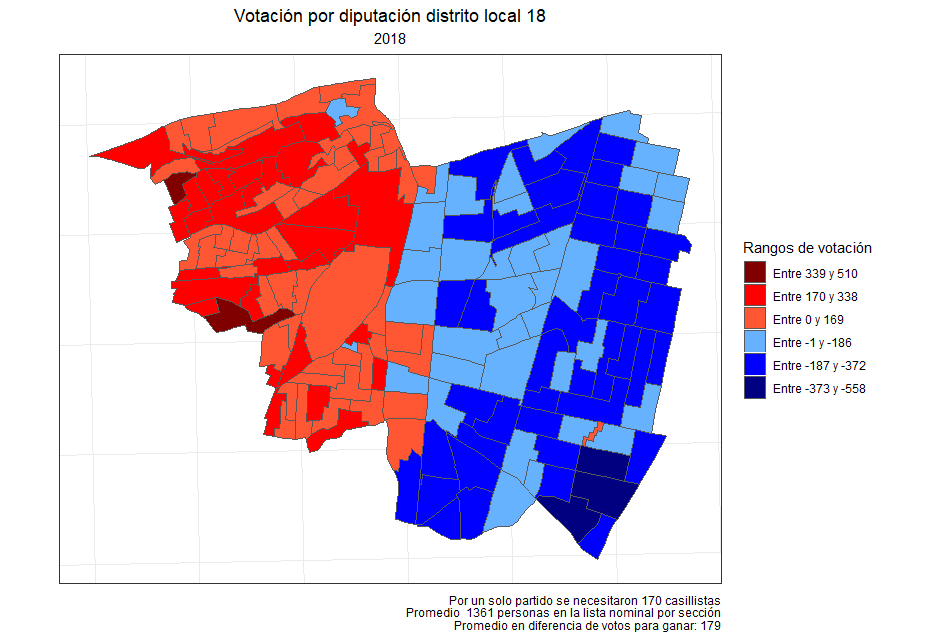 Votación por diputación distrito local 18
2018
Rangos de votación
Entre 339 y 510
Entre 170 y 338
Entre 0 y 169
Entre -1 y -186
Entre -187 y -372
Entre -373 y -558
Por un solo partido se necesitaron 170 casillistas
Promedio  1361 personas en la lista nominal por sección
Promedio en diferencia de votos para ganar: 179